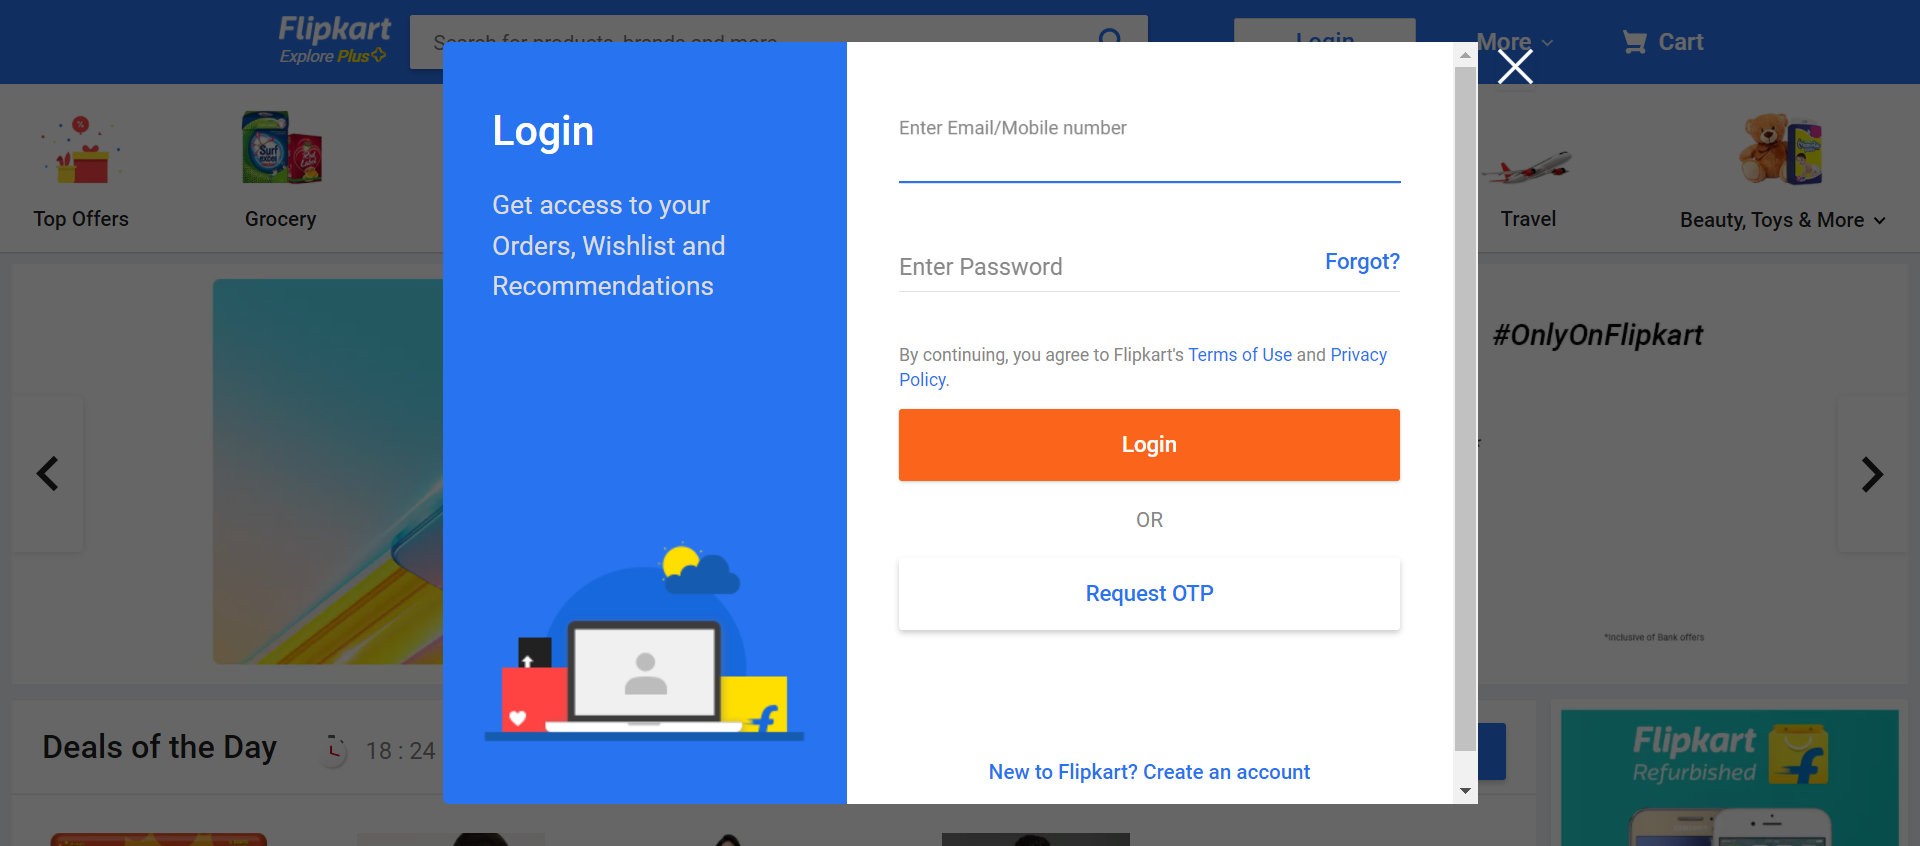 Flipkart
Explore Plus
Search for products, brands and more
Login
More
Cart
Top Offers
Grocery
Travel
Beauty, Toys & More
Login
Get access to your
Orders, Wishlist and
Recommendations
Enter Email/Mobile number
Enter Password
Forgot?
By continuing, you agree to Flipkart's Terms of Use and Privacy
Policy.
Login
OR
Request OTP
New to Flipkart? Create an account
#OnlyOnFlipkart
*Inclusive of Bank offers
Deals of the Day
18 : 24
Flipkart
Refurbished
Surf
excel